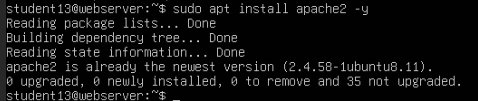 student13@webserver:~$ sudo apt install apache2 -y
Reading package lists... Done
Building dependency tree... Done
Reading state information... Done
apache2 is already the newest version (2.4.58-1ubuntu8.11).
0 upgraded, 0 newly installed, 0 to remove and 35 not upgraded.
student13@webserver:~$ _